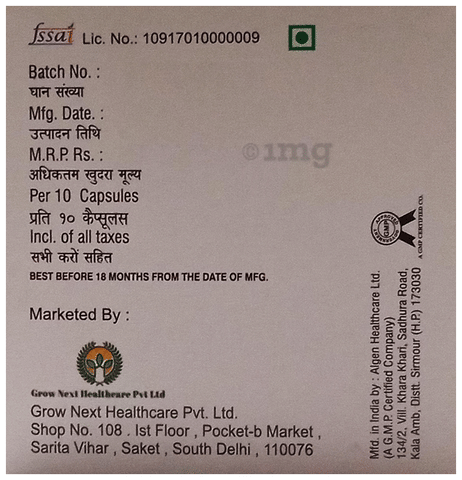 fssai Lic. No.: 10917010000009
Batch No. :
घान संख्या
Mfg. Date. :
उत्पादन तिथि
M.R.P. Rs. :
अधिकतम खुदरा मूल्य
Per 10 Capsules
प्रति १० कैप्सूलस
Incl. of all taxes
सभी करों सहित
BEST BEFORE 18 MONTHS FROM THE DATE OF MFG.
Marketed By :
Grow Next Healthcare Pvt Ltd
Grow Next Healthcare Pvt. Ltd.
Shop No. 108 . Ist Floor , Pocket-b Market ,
Sarita Vihar , Saket , South Delhi , 110076
©1mg
GMP
A GMP CERTIFIED CO.
Mfd. in India by : Aigen Healthcare Ltd.
(A G.M.P. Certified Company)
134/2, Vill. Khara Khari, Sadhura Road,
Kala Amb, Distt. Sirmour (H.P.) 173030